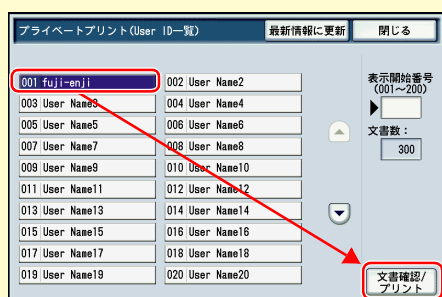 プライベートプリント(User ID一覧)
最新情報に更新
閉じる
001 fuji-enji
002 User Name2
003 User Name3
004 User Name4
005 User Name5
006 User Name6
007 User Name7
008 User Name8
009 User Name9
010 User Name10
011 User Name11
012 User Name12
013 User Name13
014 User Name14
015 User Name15
016 User Name16
017 User Name17
018 User Name18
019 User Name19
020 User Name20
表示開始番号
(001～200)
文書数：
300
文書確認/
プリント